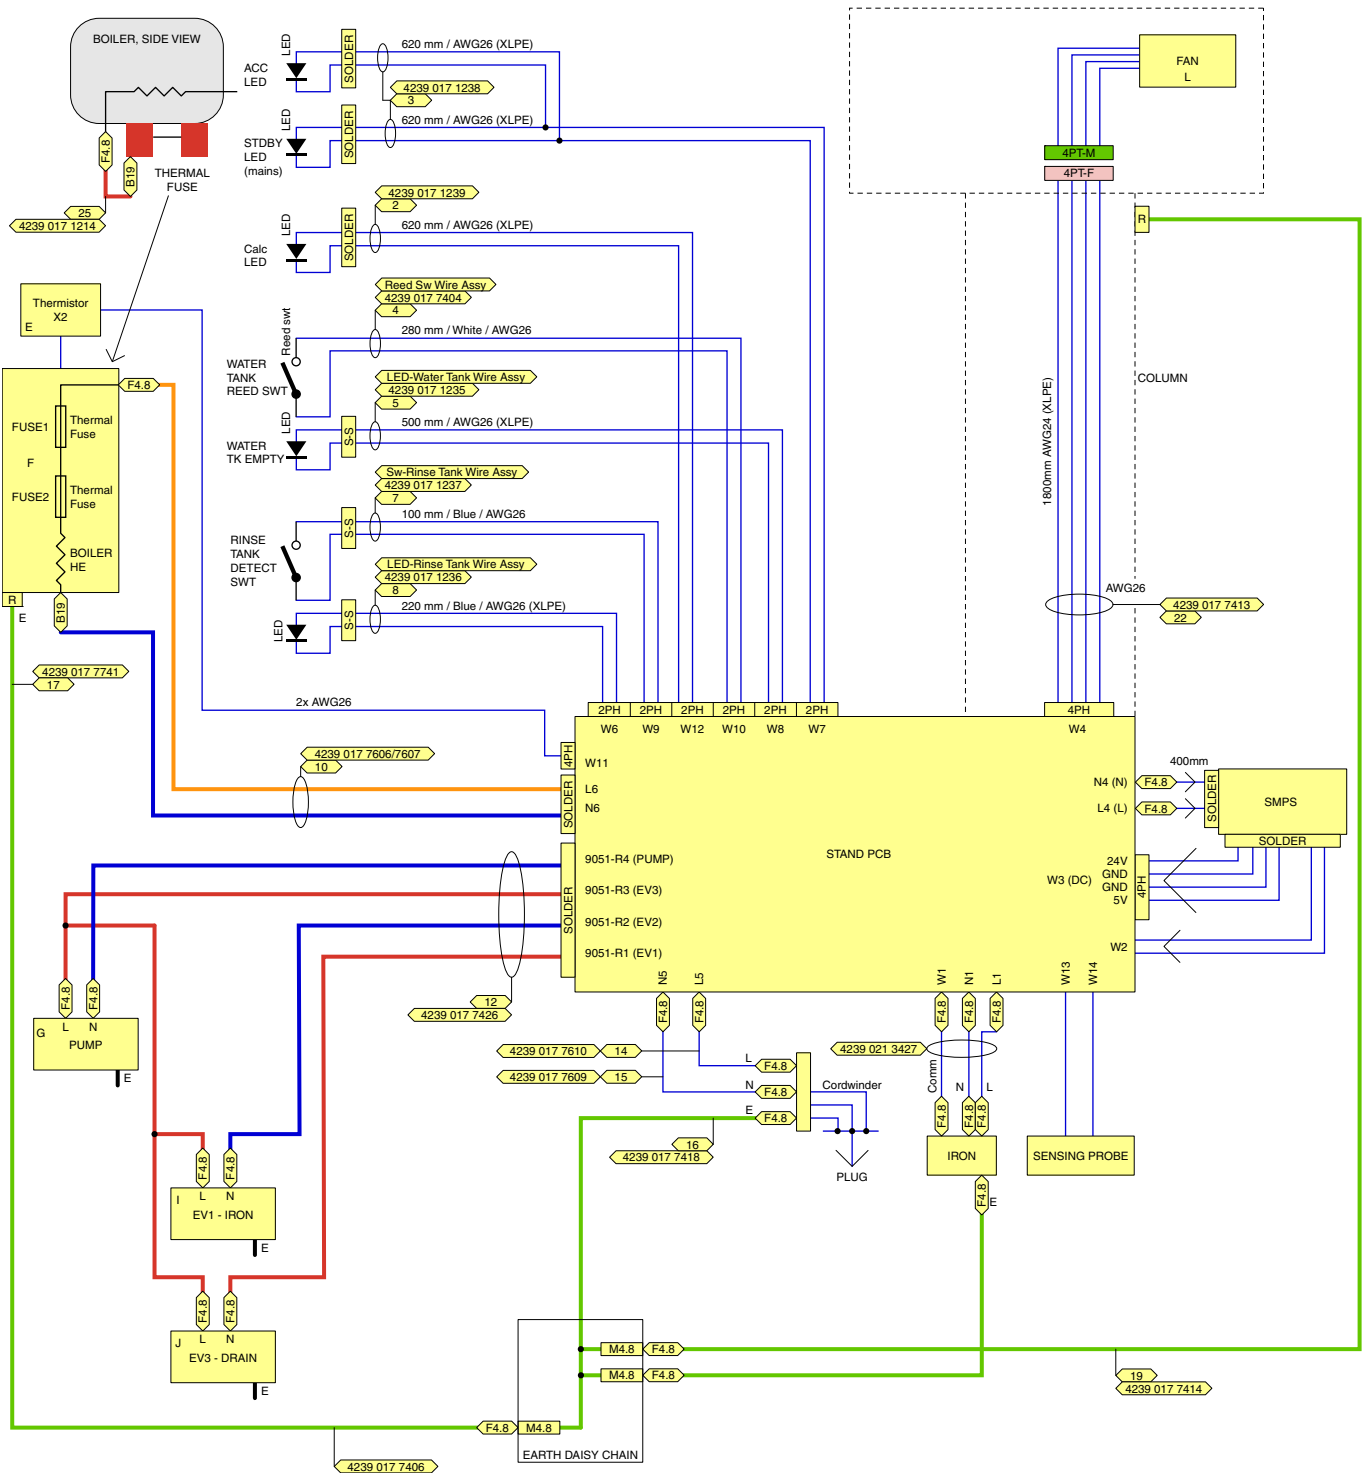 BOILER, SIDE VIEW
F4.8
B19
25
4239 017 1214
THERMAL
FUSE
ACC
LED
LED
SOLDER
620 mm / AWG26 (XLPE)
4239 017 1238
3
STDBY
LED
(mains)
LED
SOLDER
620 mm / AWG26 (XLPE)
4239 017 1239
2
Calc
LED
LED
SOLDER
620 mm / AWG26 (XLPE)
Reed Sw Wire Assy
4239 017 7404
4
280 mm / White / AWG26
Reed swt
WATER
TANK
REED SWT
LED-Water Tank Wire Assy
4239 017 1235
5
500 mm / AWG26 (XLPE)
LED
S-S
WATER
TK EMPTY
Sw-Rinse Tank Wire Assy
4239 017 1237
7
100 mm / Blue / AWG26
S-S
RINSE
TANK
DETECT
SWT
LED-Rinse Tank Wire Assy
4239 017 1236
8
220 mm / Blue / AWG26 (XLPE)
LED
S-S
FAN
L
4PT-M
4PT-F
R
COLUMN
1800mm AWG24 (XLPE)
AWG26
4239 017 7413
22
Thermistor
X2
E
F4.8
FUSE1
Thermal
Fuse
F
FUSE2
Thermal
Fuse
BOILER
HE
R
E
B19
4239 017 7741
17
2x AWG26
4239 017 7606/7607
10
2PH
2PH
2PH
2PH
2PH
2PH
4PH
W6
W9
W12
W10
W8
W7
W4
4PH
W11
SOLDER
L6
N6
SOLDER
9051-R4 (PUMP)
9051-R3 (EV3)
9051-R2 (EV2)
9051-R1 (EV1)
STAND PCB
N4 (N)
L4 (L)
F4.8
F4.8
400mm
SOLDER
SMPS
SOLDER
24V
GND
GND
5V
W3 (DC)
4PH
W2
N5
L5
W1
N1
L1
W13
W14
12
4239 017 7426
F4.8
F4.8
F4.8
F4.8
F4.8
F4.8
F4.8
G
L
N
PUMP
E
4239 017 7610
14
4239 017 7609
15
L
F4.8
N
F4.8
E
F4.8
Cordwinder
PLUG
16
4239 017 7418
4239 021 3427
Comm
N
L
F4.8
F4.8
F4.8
IRON
F4.8
E
SENSING PROBE
F4.8
F4.8
I
L
N
EV1 - IRON
E
F4.8
F4.8
J
L
N
EV3 - DRAIN
E
M4.8
F4.8
M4.8
F4.8
F4.8
M4.8
EARTH DAISY CHAIN
19
4239 017 7414
4239 017 7406